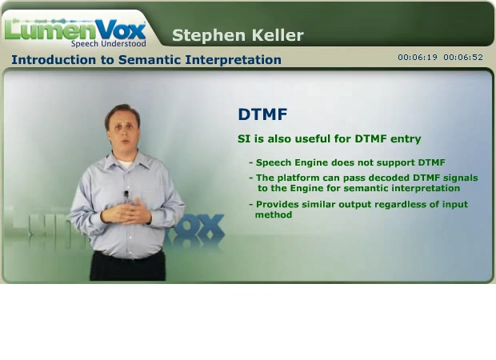 LumenVox
Speech Understood
Stephen Keller
Introduction to Semantic Interpretation
00:06:19 00:06:52
DTMF
SI is also useful for DTMF entry
- Speech Engine does not support DTMF
- The platform can pass decoded DTMF signals
to the Engine for semantic interpretation
- Provides similar output regardless of input
method